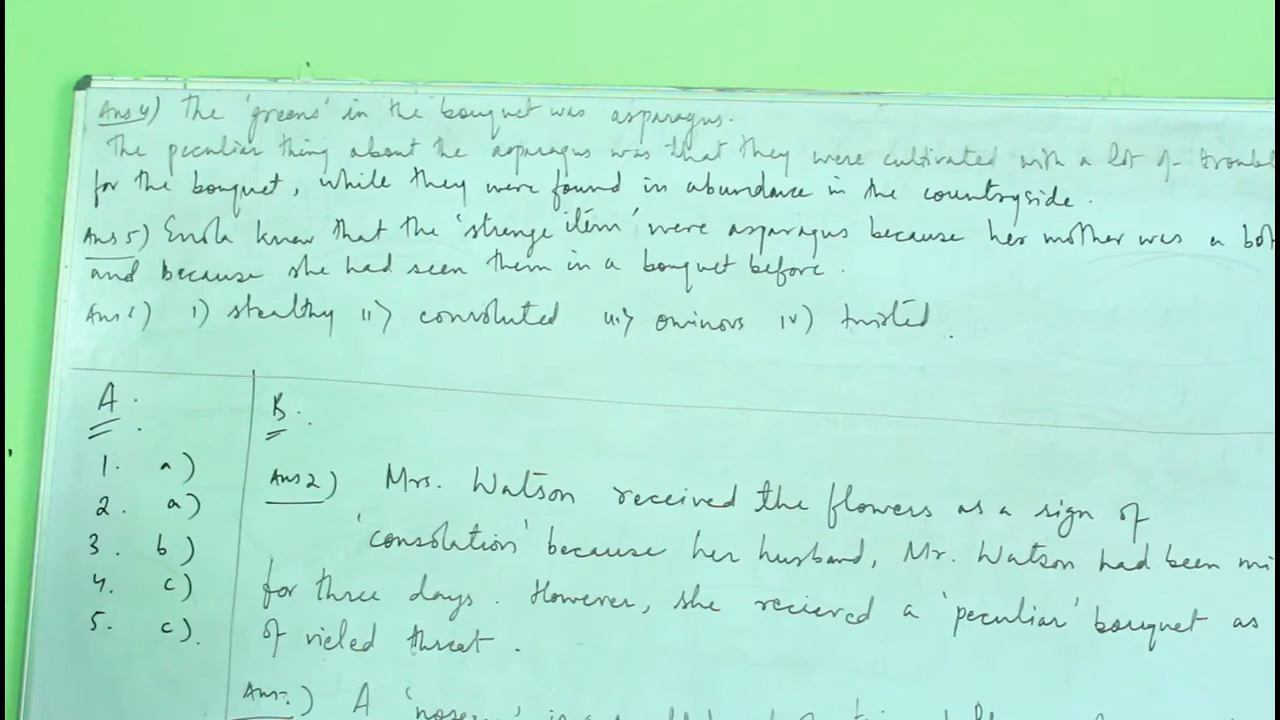 Ans 4) The 'greens' in the bouquet was asparagus.
The peculiar thing about the asparagus was that they were cultivated with a lot of troubl
for the bouquet, while they were found in abundance in the countryside.
Ans 5) Enola knew that the 'strange item' were asparagus because her mother was a bot
and because she had seen them in a bouquet before.
Ans 6) i) stealthy ii) convoluted iii) ominous iv) twisted.
A.
1. a)
2. a)
3. b)
4. c)
5. c).
B.
Ans 2) Mrs. Watson received the flowers as a sign of
'consolation' because her husband, Mr. Watson had been mi
for three days. However, she recieved a 'peculiar' bouquet as
of vieled threat.
A